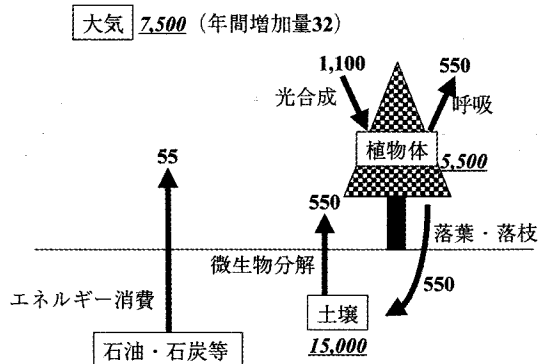 大気 7,500（年間増加量32）
1,100
550
光合成
呼吸
植物体
5,500
55
550
落葉・落枝
微生物分解
550
エネルギー消費
土壌
石油・石炭等
15,000